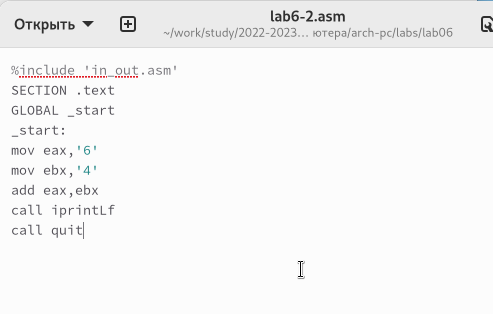 Открыть
lab6-2.asm
~/work/study/2022-2023… ютера/arch-pc/labs/lab06
%include 'in_out.asm'
SECTION .text
GLOBAL _start
_start:
mov eax,'6'
mov ebx,'4'
add eax,ebx
call iprintLf
call quit